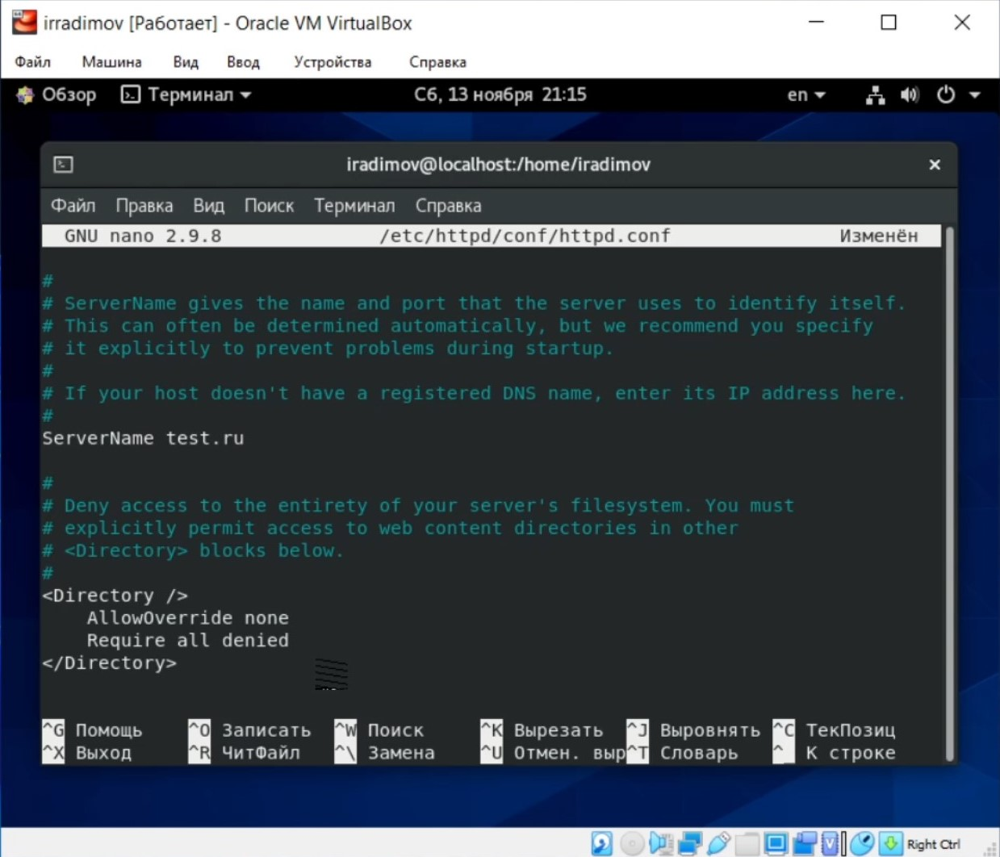 irradimov [Работает] - Oracle VM VirtualBox
Файл Машина Вид Ввод Устройства Справка
Обзор Терминал Сб, 13 ноября 21:15 en
iradimov@localhost:/home/iradimov
Файл Правка Вид Поиск Терминал Справка
GNU nano 2.9.8 /etc/httpd/conf/httpd.conf Изменён
#
# ServerName gives the name and port that the server uses to identify itself.
# This can often be determined automatically, but we recommend you specify
# it explicitly to prevent problems during startup.
#
# If your host doesn't have a registered DNS name, enter its IP address here.
#
ServerName test.ru
#
# Deny access to the entirety of your server's filesystem. You must
# explicitly permit access to web content directories in other
# <Directory> blocks below.
#
<Directory />
    AllowOverride none
    Require all denied
</Directory>
^G Помощь ^O Записать ^W Поиск ^K Вырезать ^J Выровнять ^C ТекПозиц
^X Выход ^R ЧитФайл ^\ Замена ^U Отмен. выр^T Словарь ^_ К строке
Right Ctrl